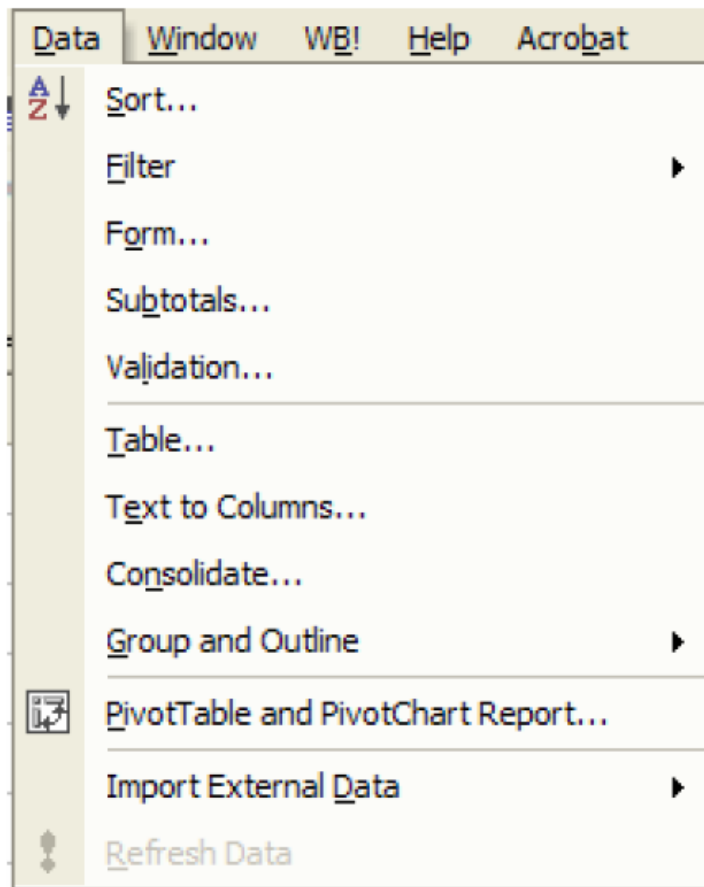 Data Window WB! Help Acrobat
A
Z
Sort...
Filter
Form...
Subtotals...
Validation...
Table...
Text to Columns...
Consolidate...
Group and Outline
PivotTable and PivotChart Report...
Import External Data
Refresh Data